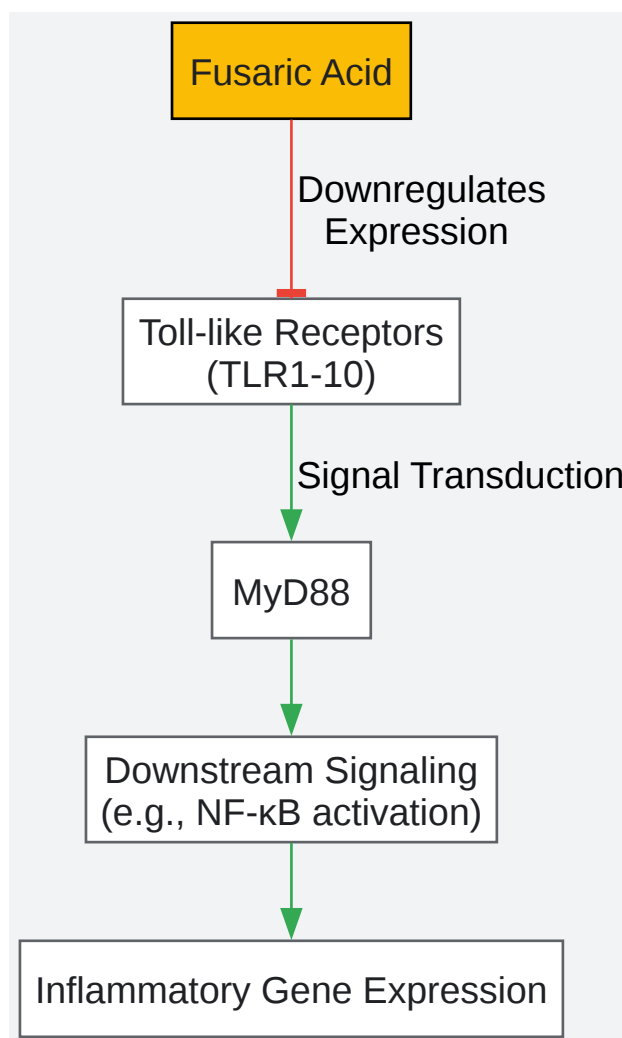 Fusaric Acid
Downregulates
Expression
Toll-like Receptors
(TLR1-10)
Signal Transduction
MyD88
Downstream Signaling
(e.g., NF-κB activation)
Inflammatory Gene Expression